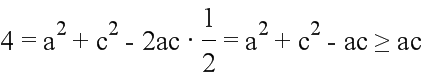 4 = a² + c² - 2ac · 1/2 = a² + c² - ac ≥ ac